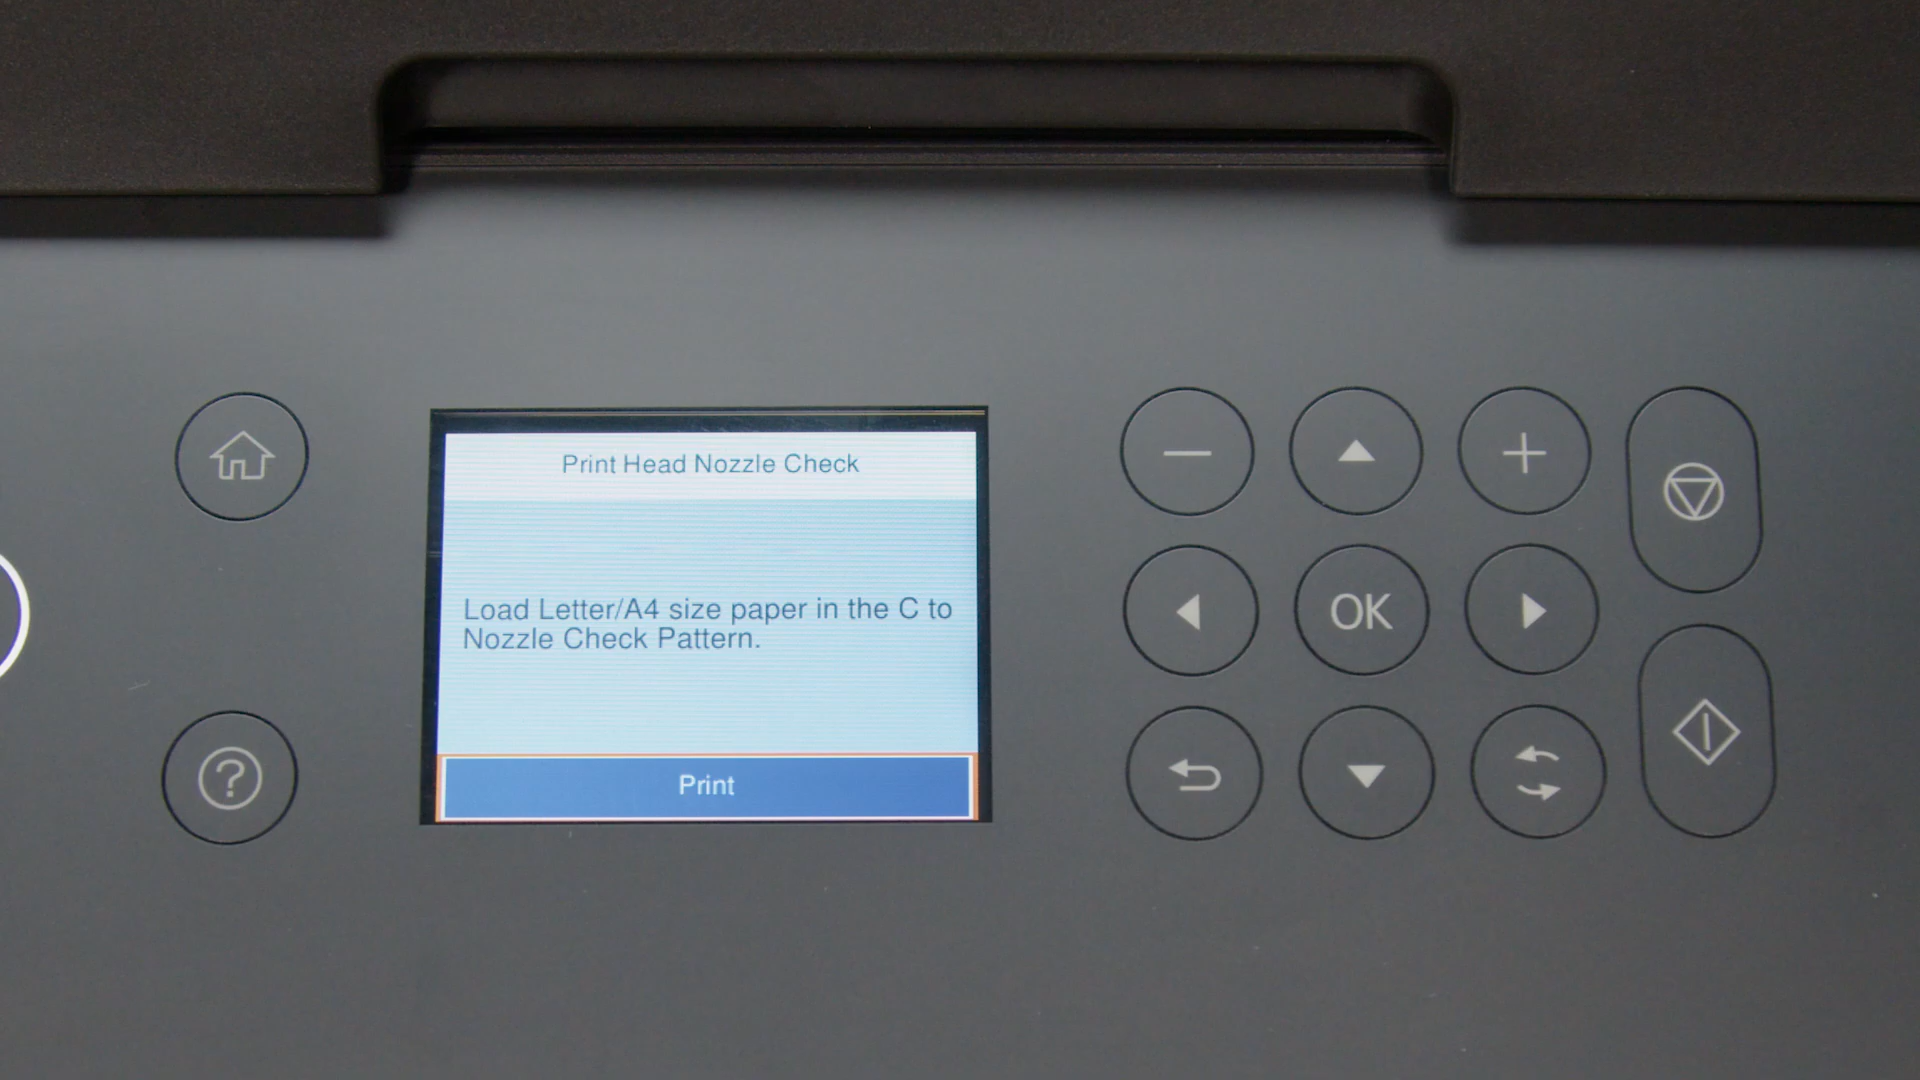 Print Head Nozzle Check
Load Letter/A4 size paper in the C to
Nozzle Check Pattern.
Print
OK